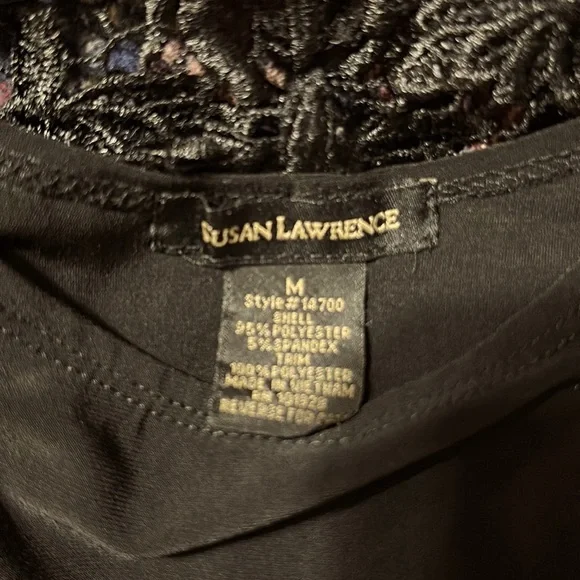 SUSAN LAWRENCE
M
Style# 14700
SHELL
95% POLYESTER
5% SPANDEX
TRIM
100% POLYESTER
MADE IN VIETNAM
REVERSE FOR